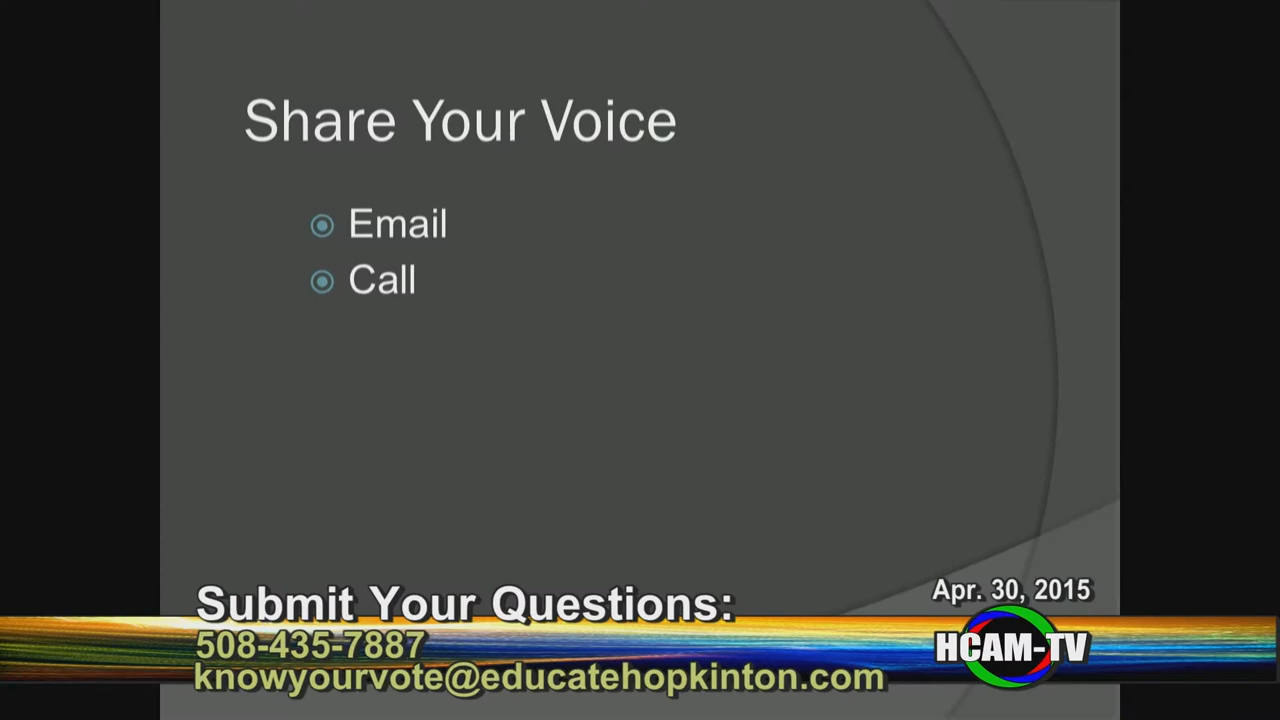 Share Your Voice
Email
Call
Submit Your Questions:
508-435-7887
knowyourvote@educatehopkinton.com
Apr. 30, 2015
HCAM-TV